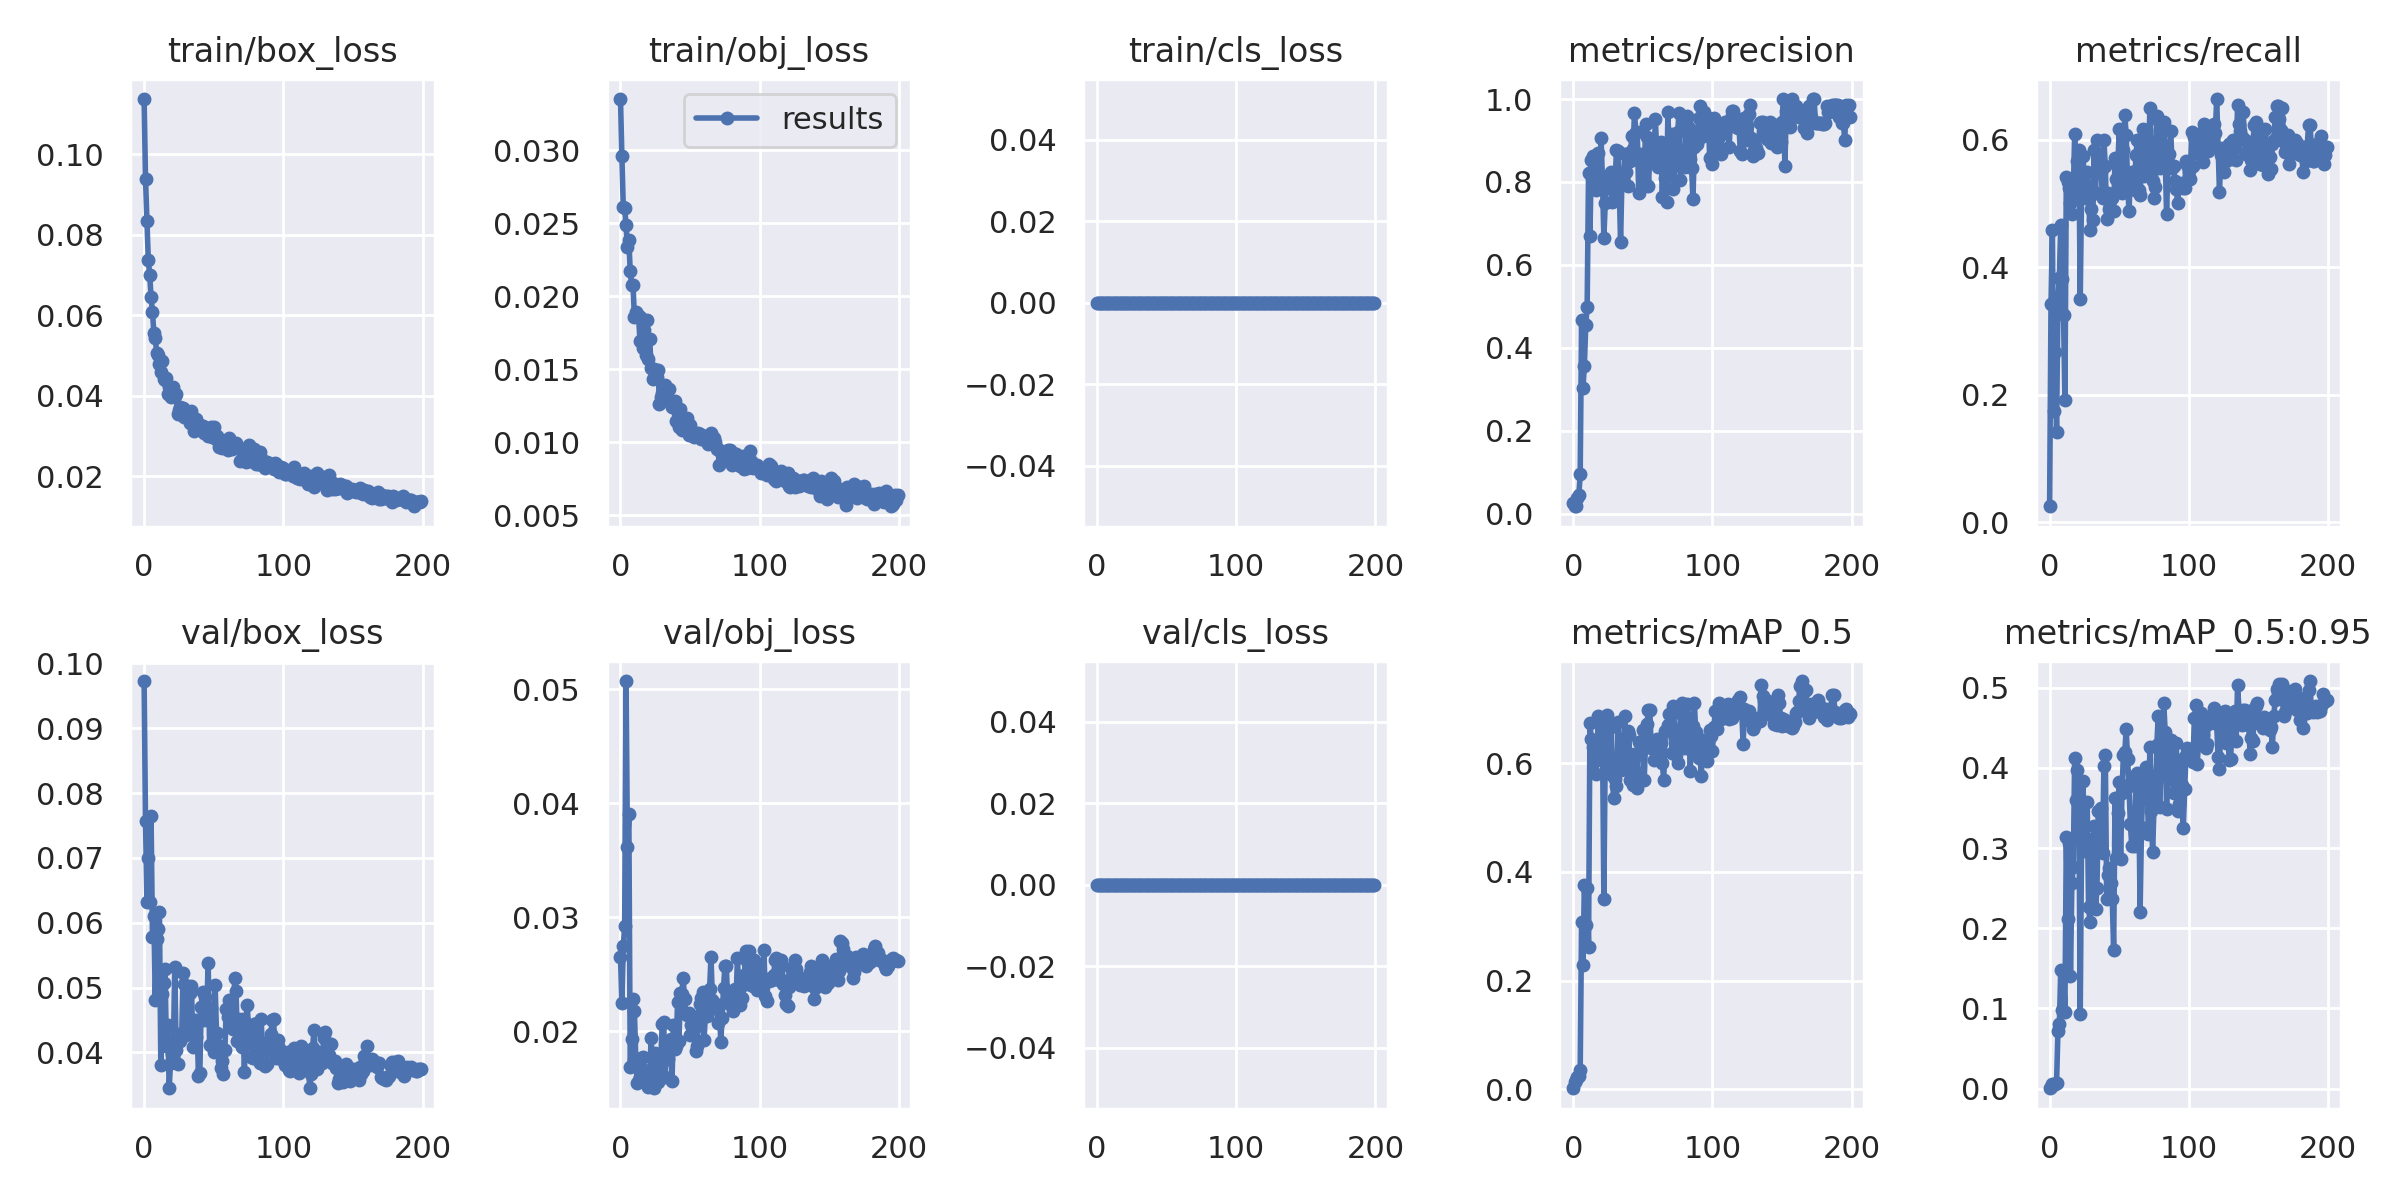 train/box_loss
0.10
0.08
0.06
0.04
0.02
0 100 200
train/obj_loss
results
0.030
0.025
0.020
0.015
0.010
0.005
0 100 200
train/cls_loss
0.04
0.02
0.00
−0.02
−0.04
0 100 200
metrics/precision
1.0
0.8
0.6
0.4
0.2
0.0
0 100 200
metrics/recall
0.6
0.4
0.2
0.0
0 100 200
val/box_loss
0.10
0.09
0.08
0.07
0.06
0.05
0.04
0 100 200
val/obj_loss
0.05
0.04
0.03
0.02
0 100 200
val/cls_loss
0.04
0.02
0.00
−0.02
−0.04
0 100 200
metrics/mAP_0.5
0.6
0.4
0.2
0.0
0 100 200
metrics/mAP_0.5:0.95
0.5
0.4
0.3
0.2
0.1
0.0
0 100 200